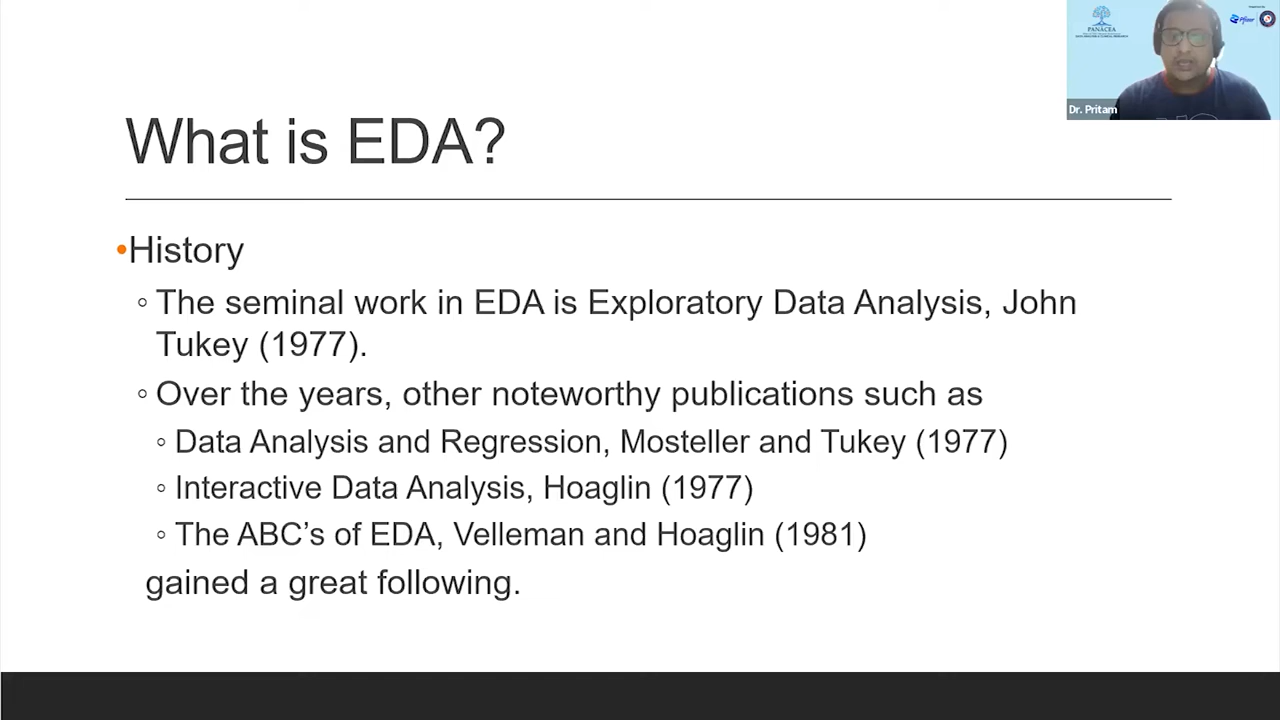 What is EDA?
•History
◦ The seminal work in EDA is Exploratory Data Analysis, John
Tukey (1977).
◦ Over the years, other noteworthy publications such as
◦ Data Analysis and Regression, Mosteller and Tukey (1977)
◦ Interactive Data Analysis, Hoaglin (1977)
◦ The ABC’s of EDA, Velleman and Hoaglin (1981)
gained a great following.
PANACEA
Pfizer
Dr. Pritam